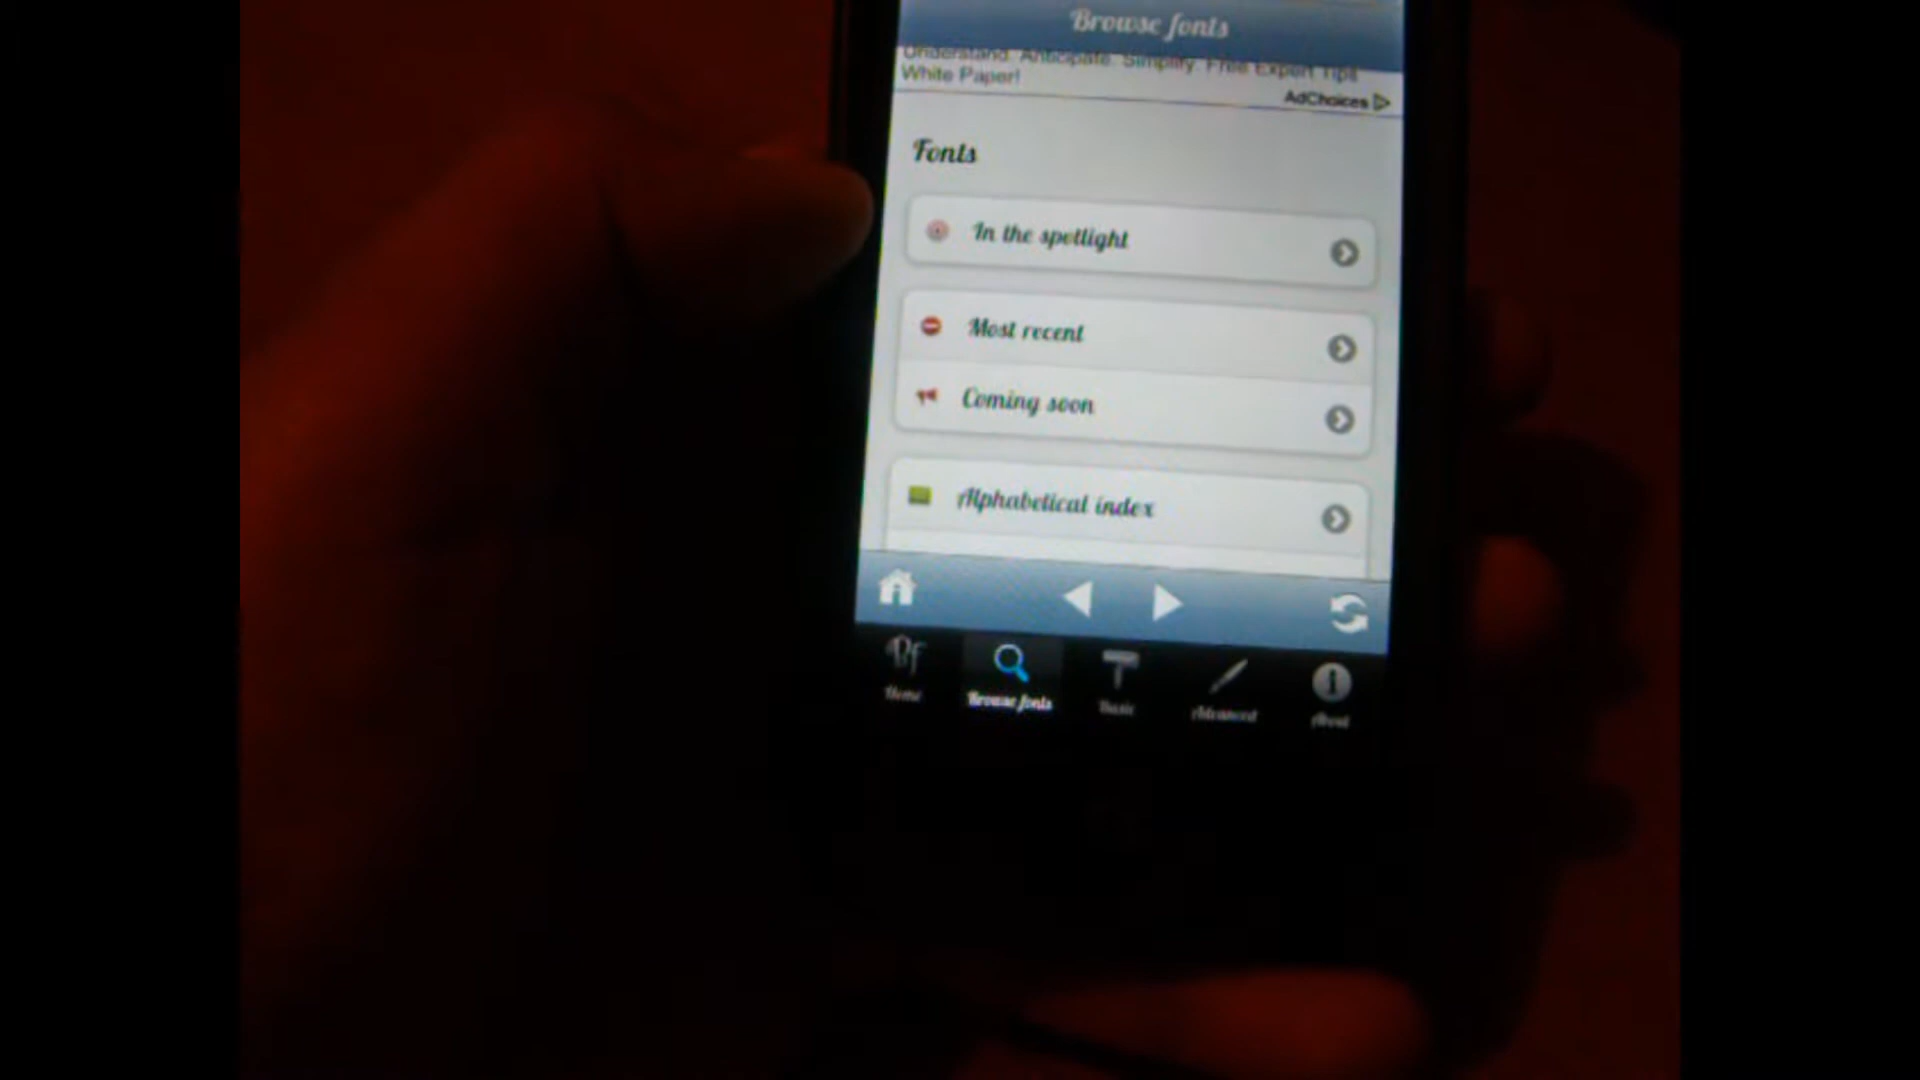 Browse fonts
Understand. Anticipate. Simplify. Free Expert Tips
White Paper!
AdChoices
Fonts
In the spotlight
Most recent
Coming soon
Alphabetical index
Bf
Home
Browse fonts
Basic
Advanced
About